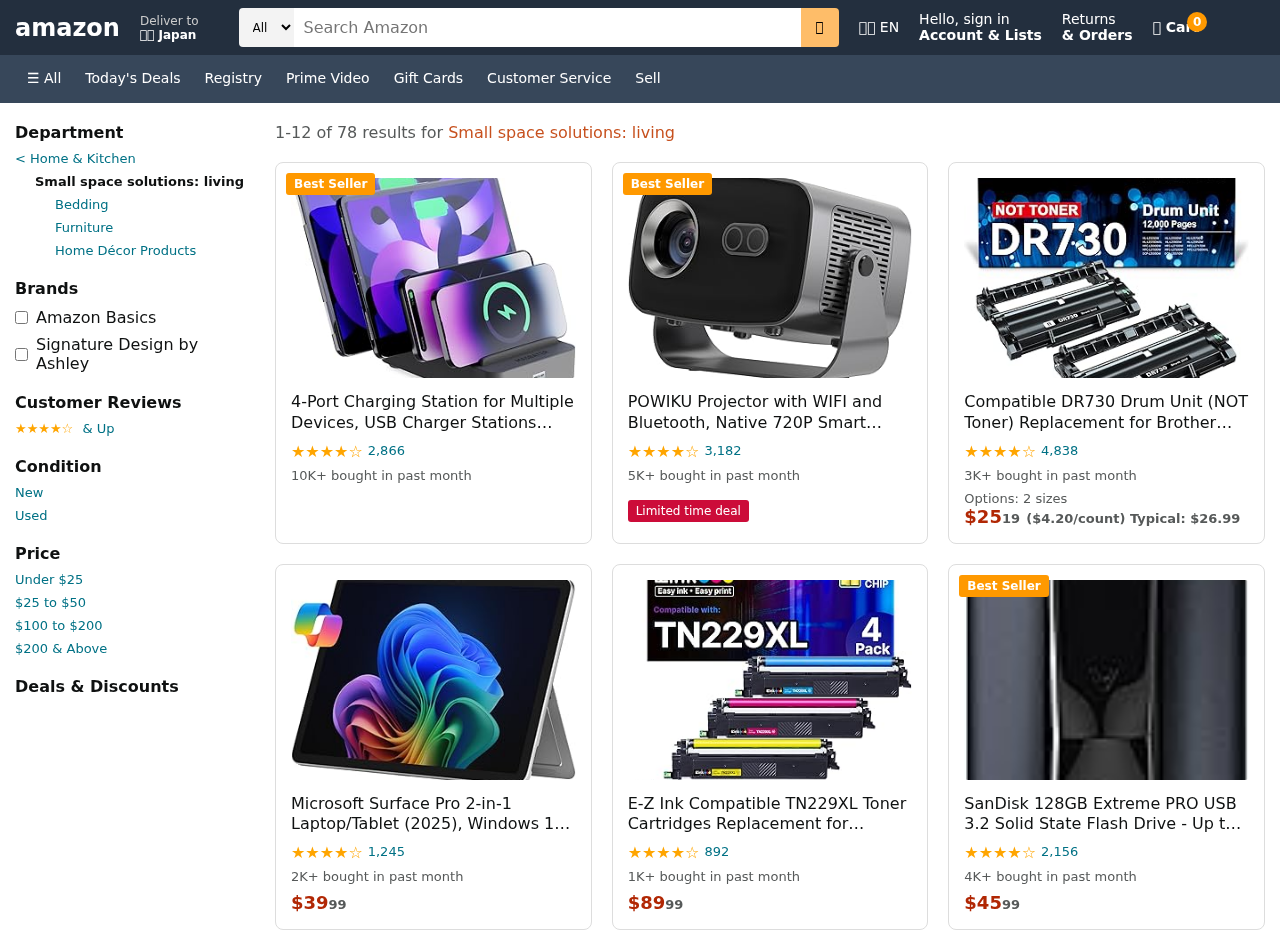 amazon
Deliver to
Japan
All
Search Amazon
EN
Hello, sign in
Account & Lists
Returns
& Orders
0
☰ All
Today's Deals
Registry
Prime Video
Gift Cards
Customer Service
Sell
Department
< Home & Kitchen
Small space solutions: living
Bedding
Furniture
Home Décor Products
Brands
Amazon Basics
Signature Design by
Ashley
Customer Reviews
★★★★☆ & Up
Condition
New
Used
Price
Under $25
$25 to $50
$100 to $200
$200 & Above
Deals & Discounts
1-12 of 78 results for Small space solutions: living
Best Seller
4-Port Charging Station for Multiple
Devices, USB Charger Stations…
★★★★☆ 2,866
10K+ bought in past month
Best Seller
POWIKU Projector with WIFI and
Bluetooth, Native 720P Smart…
★★★★☆ 3,182
5K+ bought in past month
Limited time deal
NOT TONER
DR730
Drum Unit
12,000 Pages
DR730
DR730
Compatible DR730 Drum Unit (NOT
Toner) Replacement for Brother…
★★★★☆ 4,838
3K+ bought in past month
Options: 2 sizes
$2519 ($4.20/count) Typical: $26.99
Microsoft Surface Pro 2-in-1
Laptop/Tablet (2025), Windows 1…
★★★★☆ 1,245
2K+ bought in past month
$3999
CHIP
Easy ink • Easy print
Compatible with:
TN229XL
4
Pack
E-Z Ink Compatible TN229XL Toner
Cartridges Replacement for…
★★★★☆ 892
1K+ bought in past month
$8999
Best Seller
SanDisk 128GB Extreme PRO USB
3.2 Solid State Flash Drive - Up t…
★★★★☆ 2,156
4K+ bought in past month
$4599